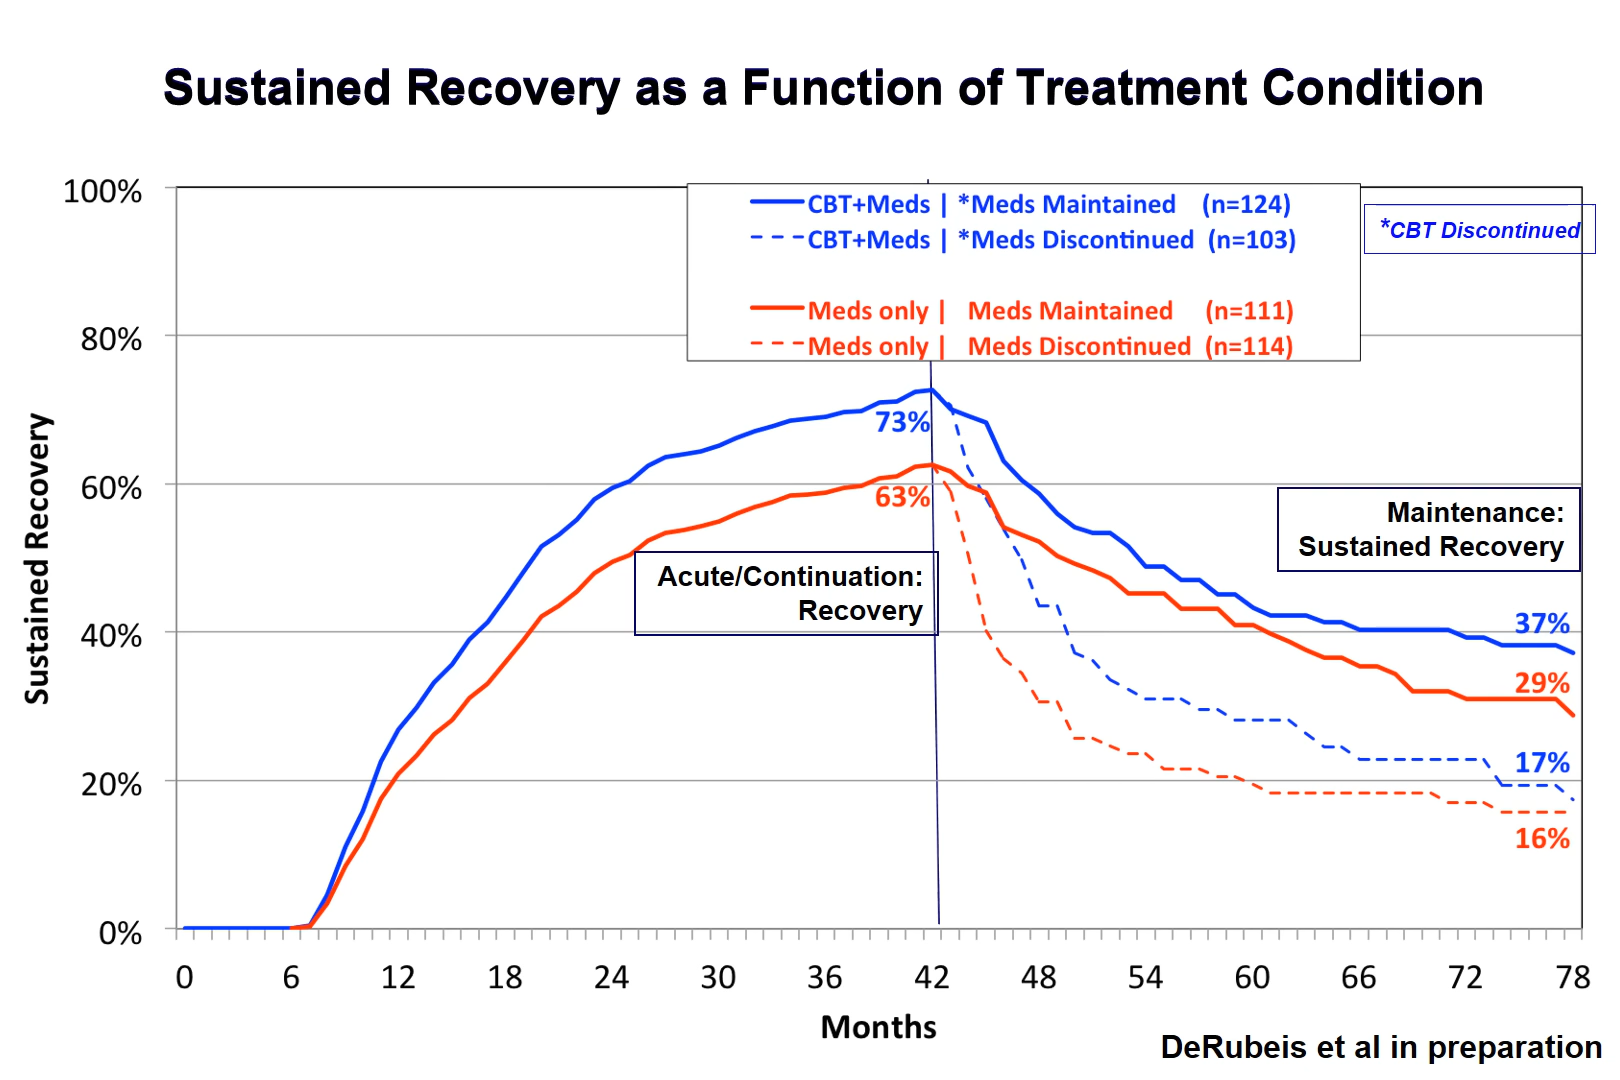 Sustained Recovery as a Function of Treatment Condition
100%
80%
60%
40%
20%
0%
Sustained Recovery
CBT+Meds | *Meds Maintained (n=124)
CBT+Meds | *Meds Discontinued (n=103)
Meds only | Meds Maintained (n=111)
Meds only | Meds Discontinued (n=114)
*CBT Discontinued
73%
63%
Acute/Continuation:
Recovery
Maintenance:
Sustained Recovery
37%
29%
17%
16%
0 6 12 18 24 30 36 42 48 54 60 66 72 78
Months
DeRubeis et al in preparation